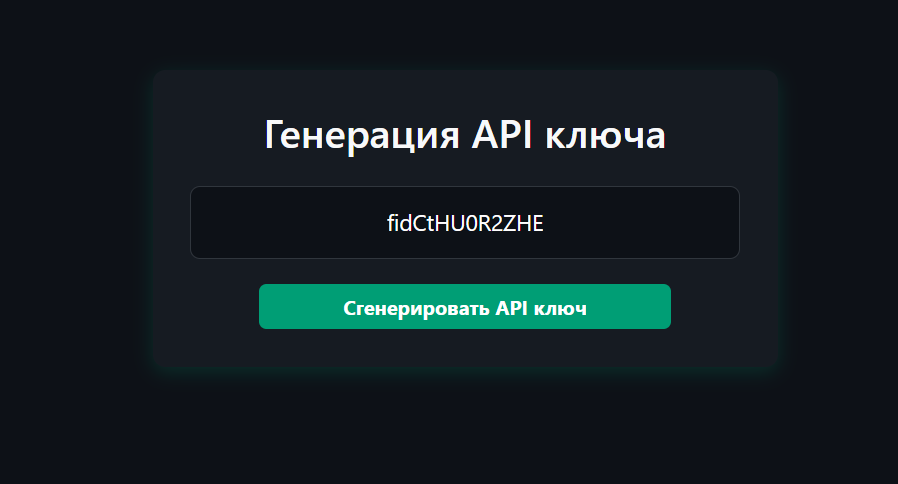 Генерация API ключа
fidCtHU0R2ZHE
Сгенерировать API ключ